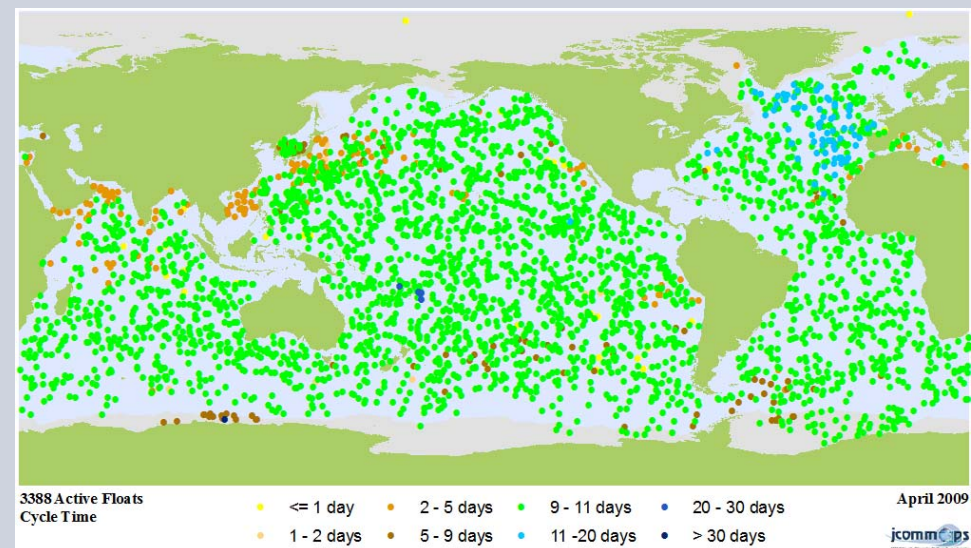 3388 Active Floats
Cycle Time
<= 1 day
2 - 5 days
9 - 11 days
20 - 30 days
1 - 2 days
5 - 9 days
11 -20 days
> 30 days
April 2009
jcommops